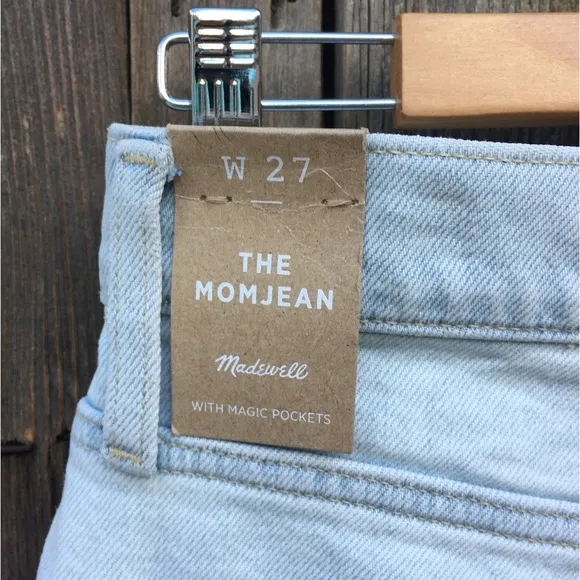 W 27
THE
MOMJEAN
Madewell
WITH MAGIC POCKETS